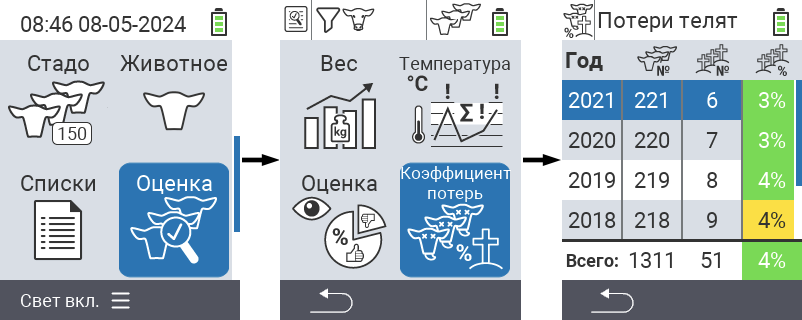 08:46 08-05-2024
Стадо
Животное
150
Списки
Оценка
Свет вкл.
Вес
Температура
kg
°C
! Σ ! !
Оценка
%
Коэффициент
потерь
%
Потери телят
Год № № %
2021 221 6 3%
2020 220 7 3%
2019 219 8 4%
2018 218 9 4%
Всего: 1311 51 4%